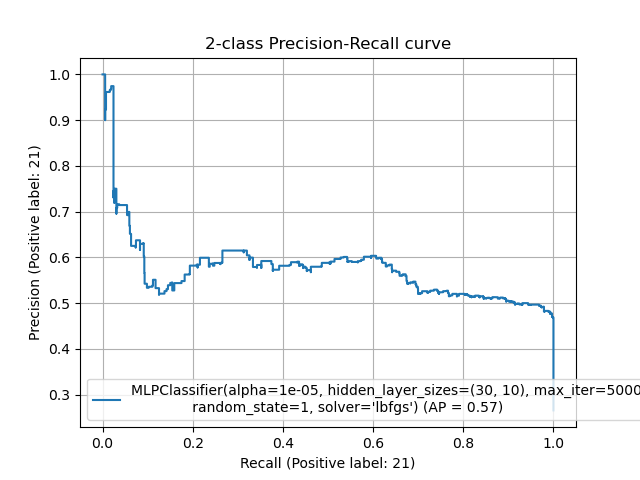 2-class Precision-Recall curve
Precision (Positive label: 21)
1.0
0.9
0.8
0.7
0.6
0.5
0.4
0.3
MLPClassifier(alpha=1e-05, hidden_layer_sizes=(30, 10), max_iter=5000
random_state=1, solver='lbfgs') (AP = 0.57)
0.0 0.2 0.4 0.6 0.8 1.0
Recall (Positive label: 21)